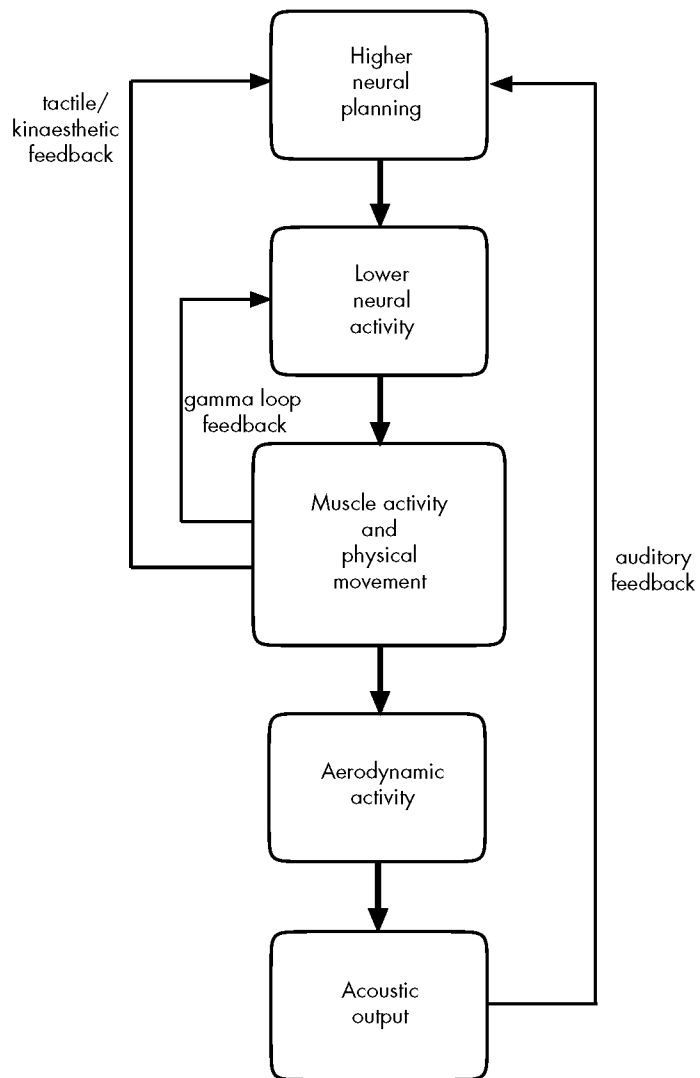 Higher
neural
planning
tactile/
kinaesthetic
feedback
Lower
neural
activity
gamma loop
feedback
Muscle activity
and
physical
movement
auditory
feedback
Aerodynamic
activity
Acoustic
output